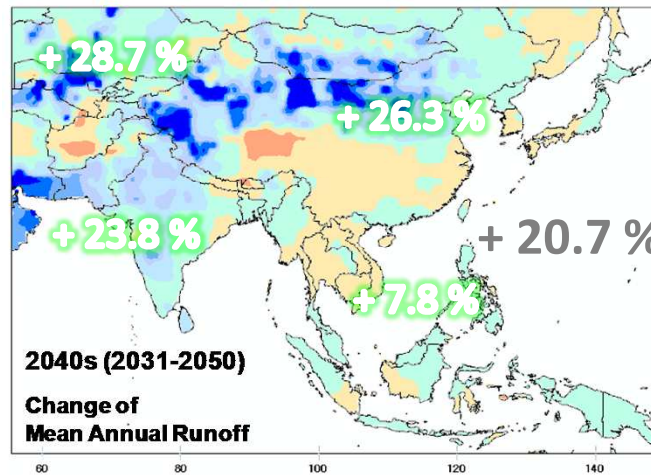 + 28.7 %
+ 26.3 %
+ 23.8 %
+ 20.7 %
+ 7.8 %
2040s (2031-2050)
Change of
Mean Annual Runoff
60 80 100 120 140